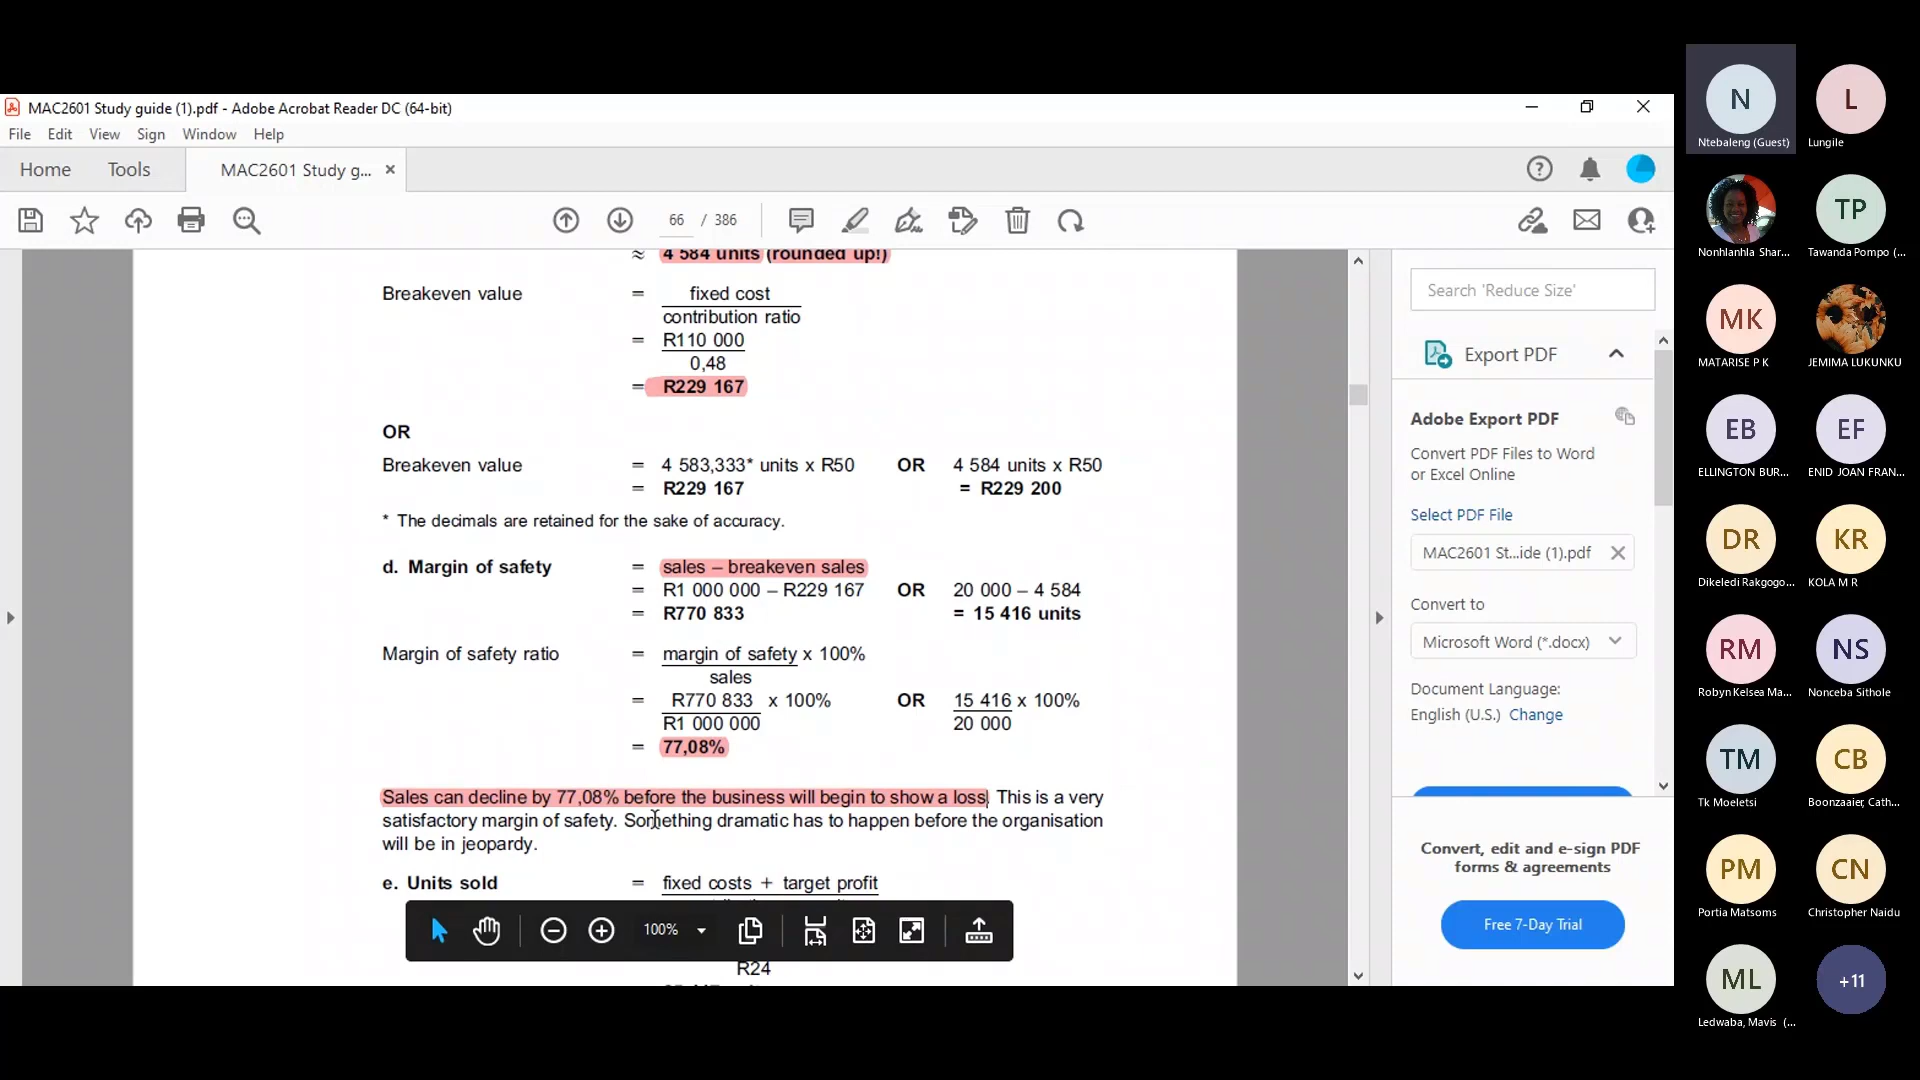 MAC2601 Study guide (1).pdf - Adobe Acrobat Reader DC (64-bit)
File Edit View Sign Window Help
Home Tools MAC2601 Study g... ×
66 / 386
≈ 4 584 units (rounded up!)
Breakeven value = fixed cost
contribution ratio
= R110 000
0,48
= R229 167
OR
Breakeven value = 4 583,333* units x R50 OR 4 584 units x R50
= R229 167 = R229 200
* The decimals are retained for the sake of accuracy.
d. Margin of safety = sales – breakeven sales
= R1 000 000 – R229 167 OR 20 000 – 4 584
= R770 833 = 15 416 units
Margin of safety ratio = margin of safety x 100%
sales
= R770 833 x 100% OR 15 416 x 100%
R1 000 000 20 000
= 77,08%
Sales can decline by 77,08% before the business will begin to show a loss. This is a very
satisfactory margin of safety. Something dramatic has to happen before the organisation
will be in jeopardy.
e. Units sold = fixed costs + target profit
100%
R24
Search 'Reduce Size'
Export PDF
Adobe Export PDF
Convert PDF Files to Word
or Excel Online
Select PDF File
MAC2601 St...ide (1).pdf
Convert to
Microsoft Word (*.docx)
Document Language:
English (U.S.) Change
Convert, edit and e-sign PDF
forms & agreements
Free 7-Day Trial
N L
Ntebaleng (Guest) Lungile
TP
Nonhlanhla Shar... Tawanda Pompo (...
MK
MATARISE P K JEMIMA LUKUNKU
EB EF
ELLINGTON BUR... ENID JOAN FRAN...
DR KR
Dikeledi Rakgogo... KOLA M R
RM NS
Robyn Kelsea Ma... Nonceba Sithole
TM CB
Tk Moeletsi Boonzaaier, Cath...
PM CN
Portia Matsoms Christopher Naidu
ML +11
Ledwaba, Mavis (...